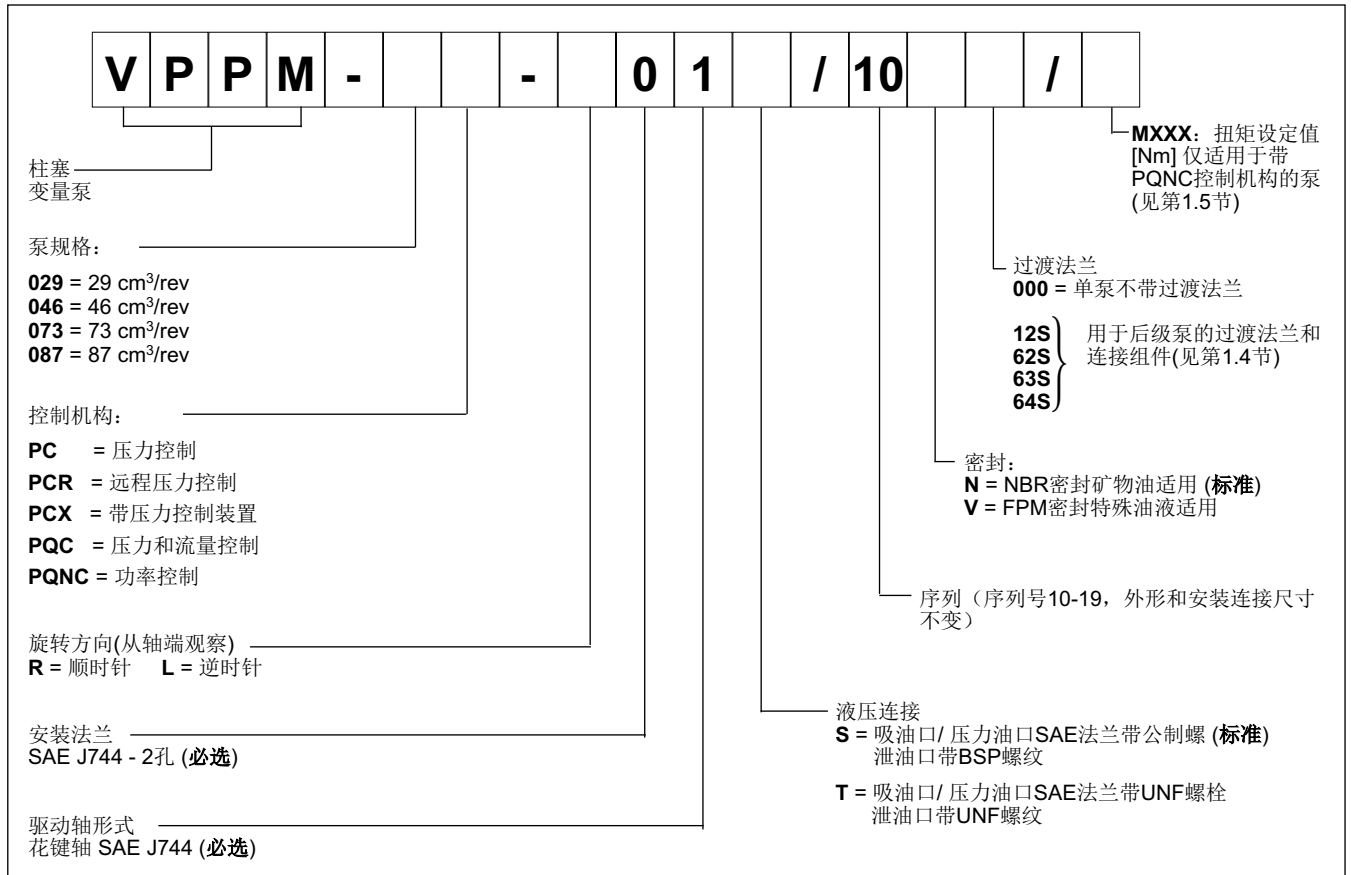 VPPM - - 01 / 10 /
柱塞
变量泵
泵规格：
029 = 29 cm³/rev
046 = 46 cm³/rev
073 = 73 cm³/rev
087 = 87 cm³/rev
控制机构：
PC = 压力控制
PCR = 远程压力控制
PCX = 带压力控制装置
PQC = 压力和流量控制
PQNC = 功率控制
旋转方向(从轴端观察)
R = 顺时针 L = 逆时针
安装法兰
SAE J744 - 2孔 (必选)
驱动轴形式
花键轴 SAE J744 (必选)
MXXX：扭矩设定值
[Nm] 仅适用于带
PQNC控制机构的泵
(见第1.5节)
过渡法兰
000 = 单泵不带过渡法兰
12S
62S
63S
64S
用于后级泵的过渡法兰和
连接组件(见第1.4节)
密封：
N = NBR密封矿物油适用 (标准)
V = FPM密封特殊油液适用
序列（序列号10-19，外形和安装连接尺寸
不变）
液压连接
S = 吸油口/ 压力油口SAE法兰带公制螺 (标准)
泄油口带BSP螺纹
T = 吸油口/ 压力油口SAE法兰带UNF螺栓
泄油口带UNF螺纹